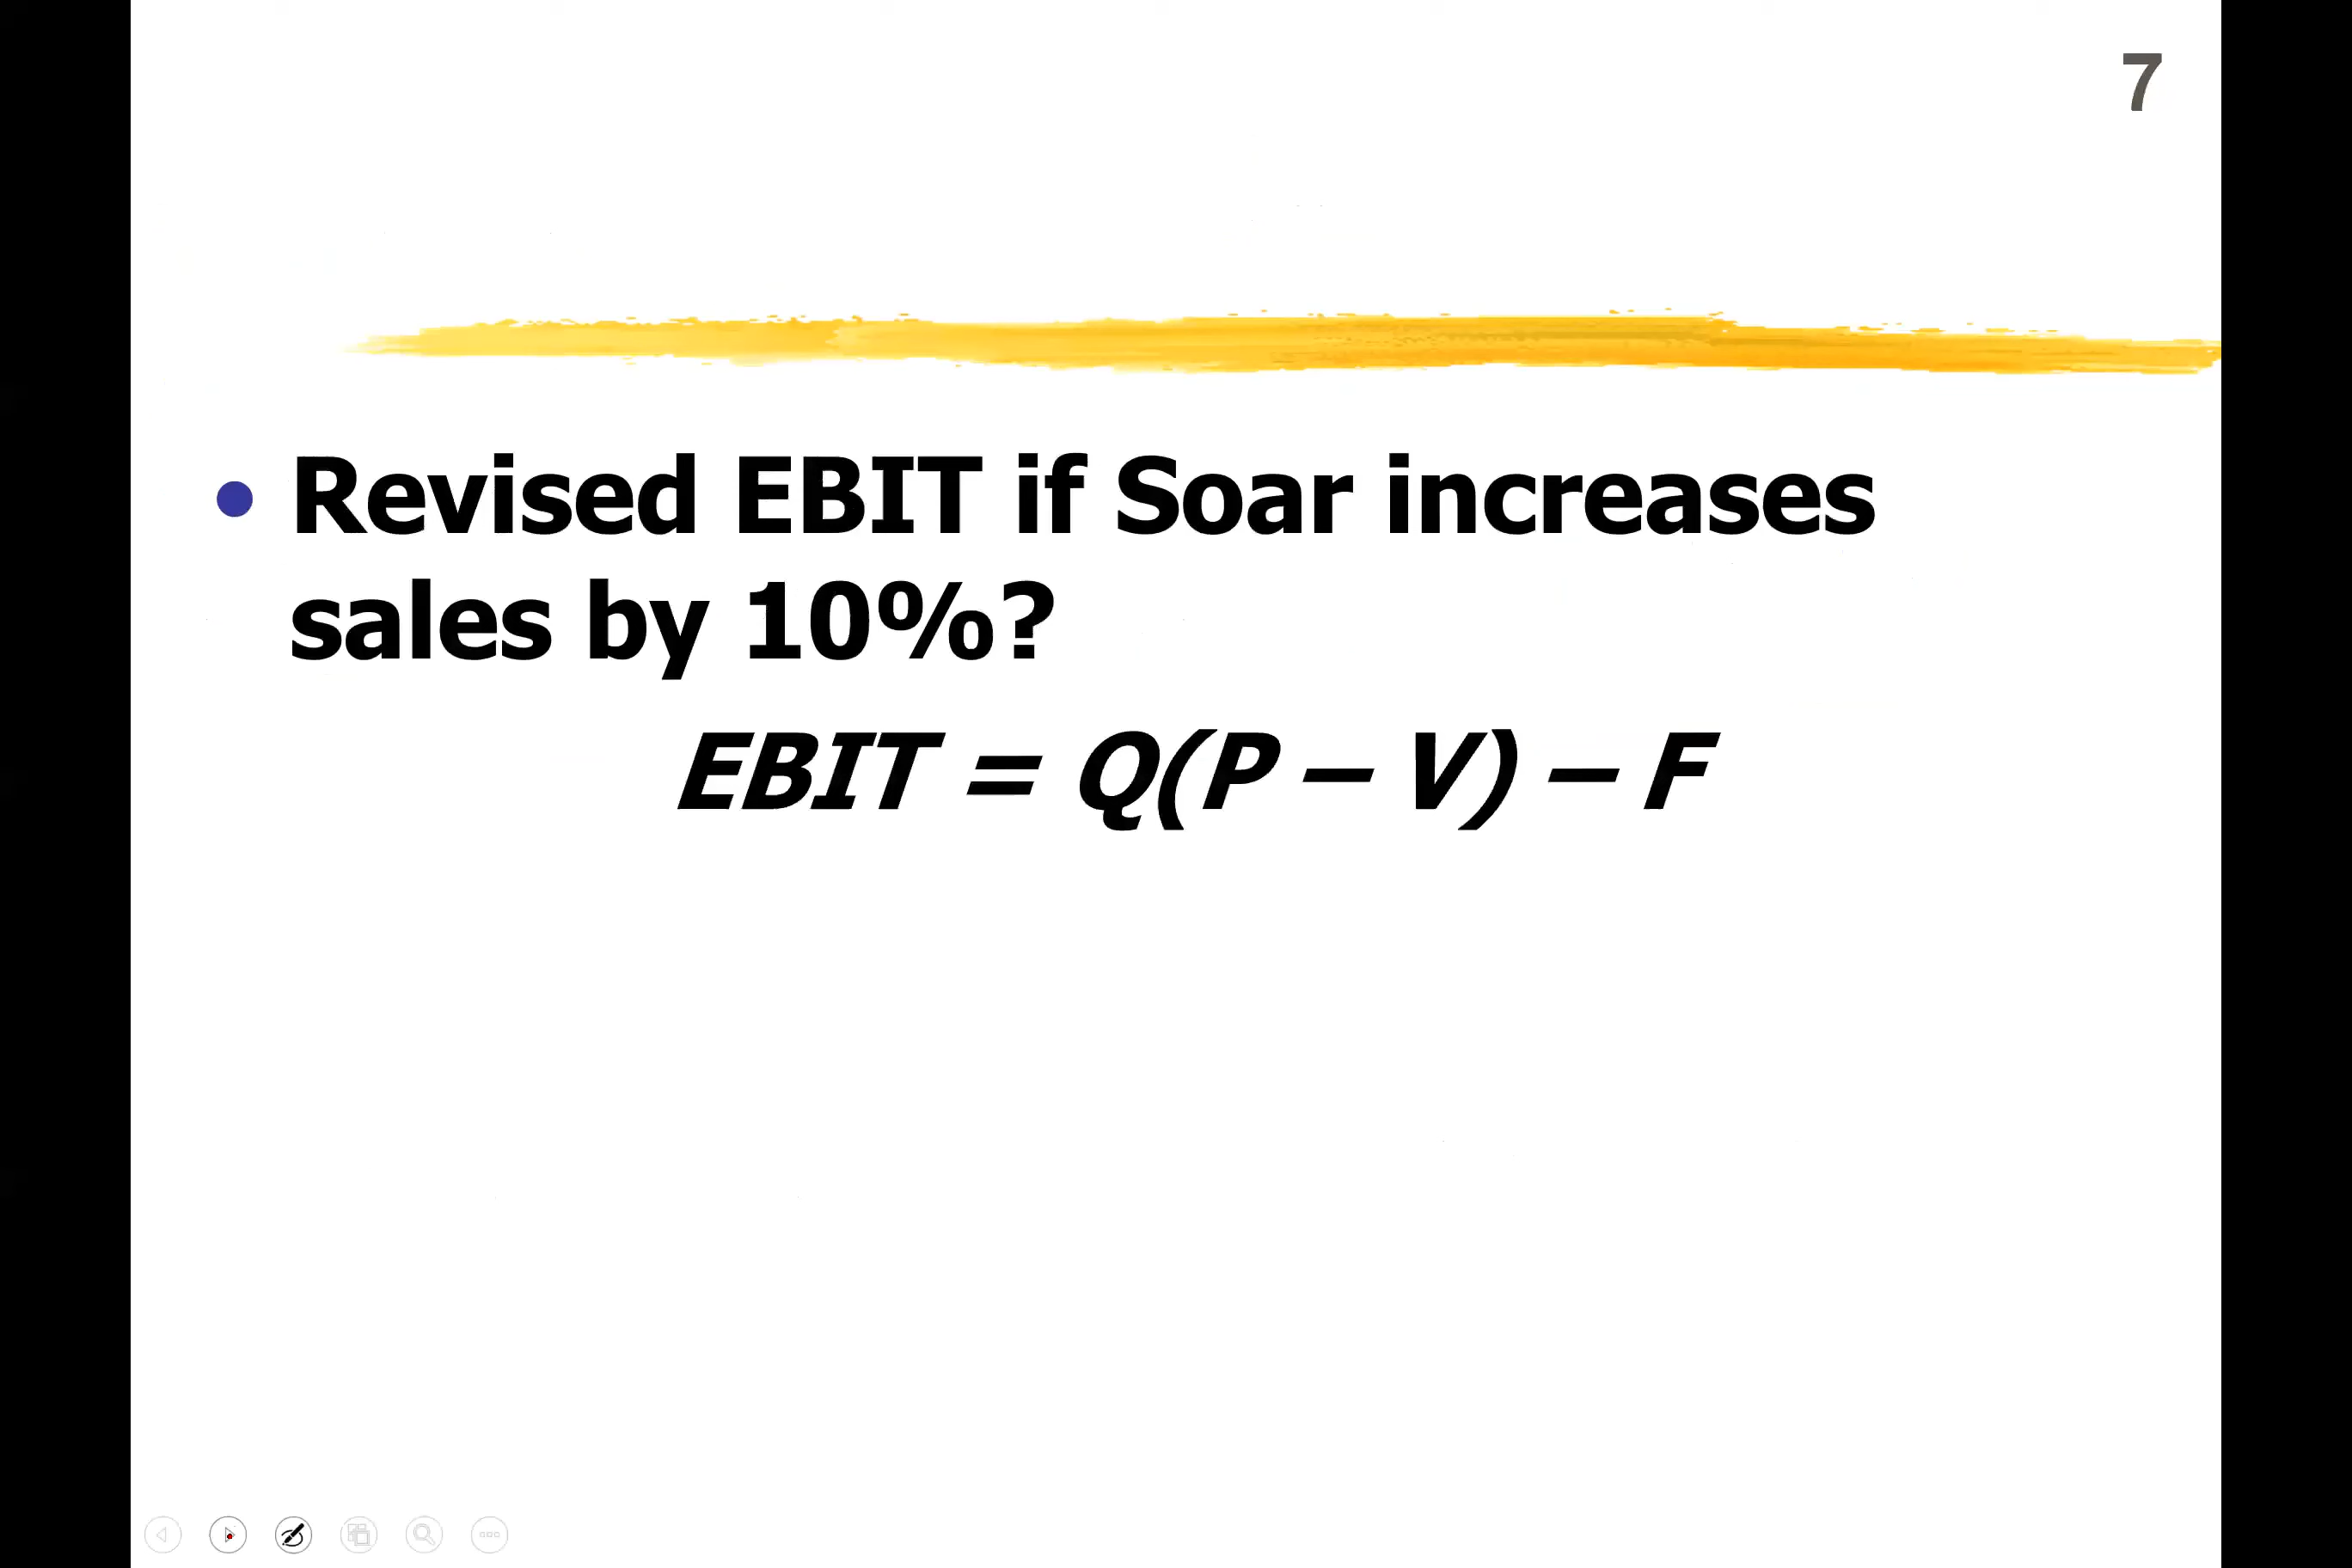 7
• Revised EBIT if Soar increases
sales by 10%?
EBIT = Q(P – V) – F